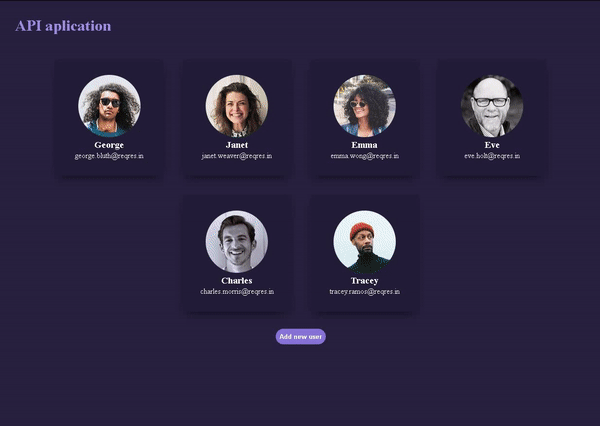 API aplication
George
george.bluth@reqres.in
Janet
janet.weaver@reqres.in
Emma
emma.wong@reqres.in
Eve
eve.holt@reqres.in
Charles
charles.morris@reqres.in
Tracey
tracey.ramos@reqres.in
Add new user